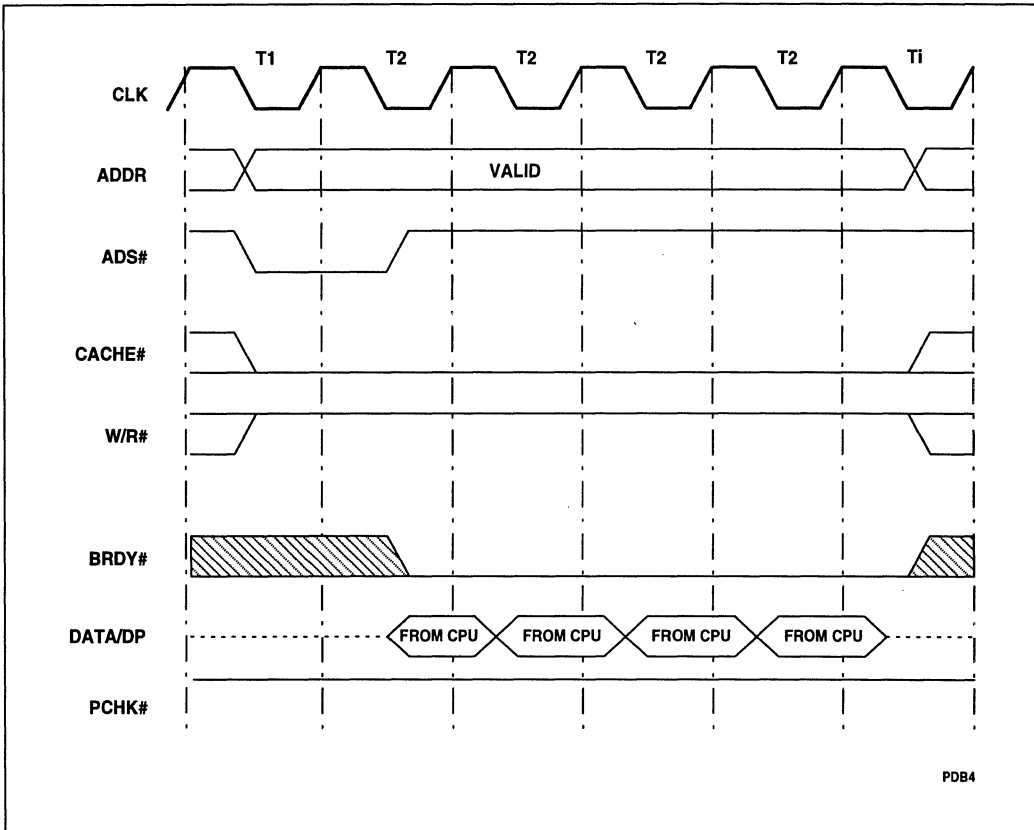 T1 T2 T2 T2 T2 Ti
CLK
ADDR VALID
ADS#
CACHE#
W/R#
BRDY#
DATA/DP FROM CPU FROM CPU FROM CPU FROM CPU
PCHK#
PDB4